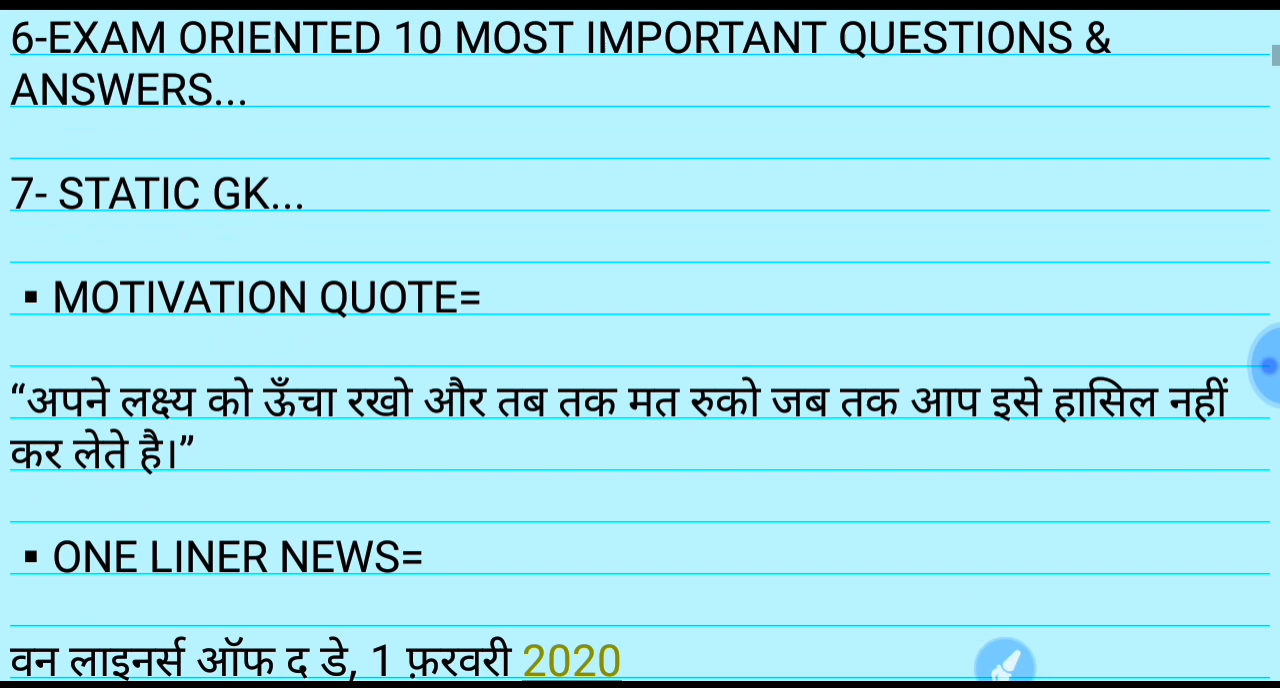 6-EXAM ORIENTED 10 MOST IMPORTANT QUESTIONS &
ANSWERS...
7- STATIC GK...
▪ MOTIVATION QUOTE=
“अपने लक्ष्य को ऊँचा रखो और तब तक मत रुको जब तक आप इसे हासिल नहीं
कर लेते है।”
▪ ONE LINER NEWS=
वन लाइनर्स ऑफ द डे, 1 फ़रवरी 2020